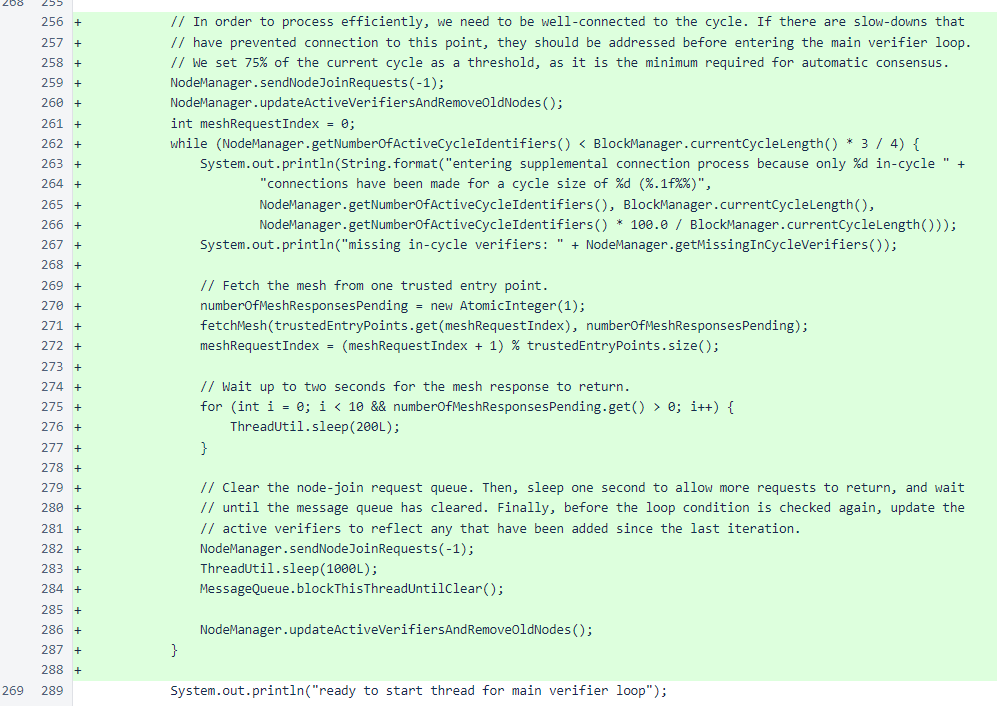 268 255
256 + // In order to process efficiently, we need to be well-connected to the cycle. If there are slow-downs that
257 + // have prevented connection to this point, they should be addressed before entering the main verifier loop.
258 + // We set 75% of the current cycle as a threshold, as it is the minimum required for automatic consensus.
259 + NodeManager.sendNodeJoinRequests(-1);
260 + NodeManager.updateActiveVerifiersAndRemoveOldNodes();
261 + int meshRequestIndex = 0;
262 + while (NodeManager.getNumberOfActiveCycleIdentifiers() < BlockManager.currentCycleLength() * 3 / 4) {
263 + System.out.println(String.format("entering supplemental connection process because only %d in-cycle " +
264 + "connections have been made for a cycle size of %d (%.1f%%)",
265 + NodeManager.getNumberOfActiveCycleIdentifiers(), BlockManager.currentCycleLength(),
266 + NodeManager.getNumberOfActiveCycleIdentifiers() * 100.0 / BlockManager.currentCycleLength()));
267 + System.out.println("missing in-cycle verifiers: " + NodeManager.getMissingInCycleVerifiers());
268 +
269 + // Fetch the mesh from one trusted entry point.
270 + numberOfMeshResponsesPending = new AtomicInteger(1);
271 + fetchMesh(trustedEntryPoints.get(meshRequestIndex), numberOfMeshResponsesPending);
272 + meshRequestIndex = (meshRequestIndex + 1) % trustedEntryPoints.size();
273 +
274 + // Wait up to two seconds for the mesh response to return.
275 + for (int i = 0; i < 10 && numberOfMeshResponsesPending.get() > 0; i++) {
276 + ThreadUtil.sleep(200L);
277 + }
278 +
279 + // Clear the node-join request queue. Then, sleep one second to allow more requests to return, and wait
280 + // until the message queue has cleared. Finally, before the loop condition is checked again, update the
281 + // active verifiers to reflect any that have been added since the last iteration.
282 + NodeManager.sendNodeJoinRequests(-1);
283 + ThreadUtil.sleep(1000L);
284 + MessageQueue.blockThisThreadUntilClear();
285 +
286 + NodeManager.updateActiveVerifiersAndRemoveOldNodes();
287 + }
288 +
269 289 System.out.println("ready to start thread for main verifier loop");